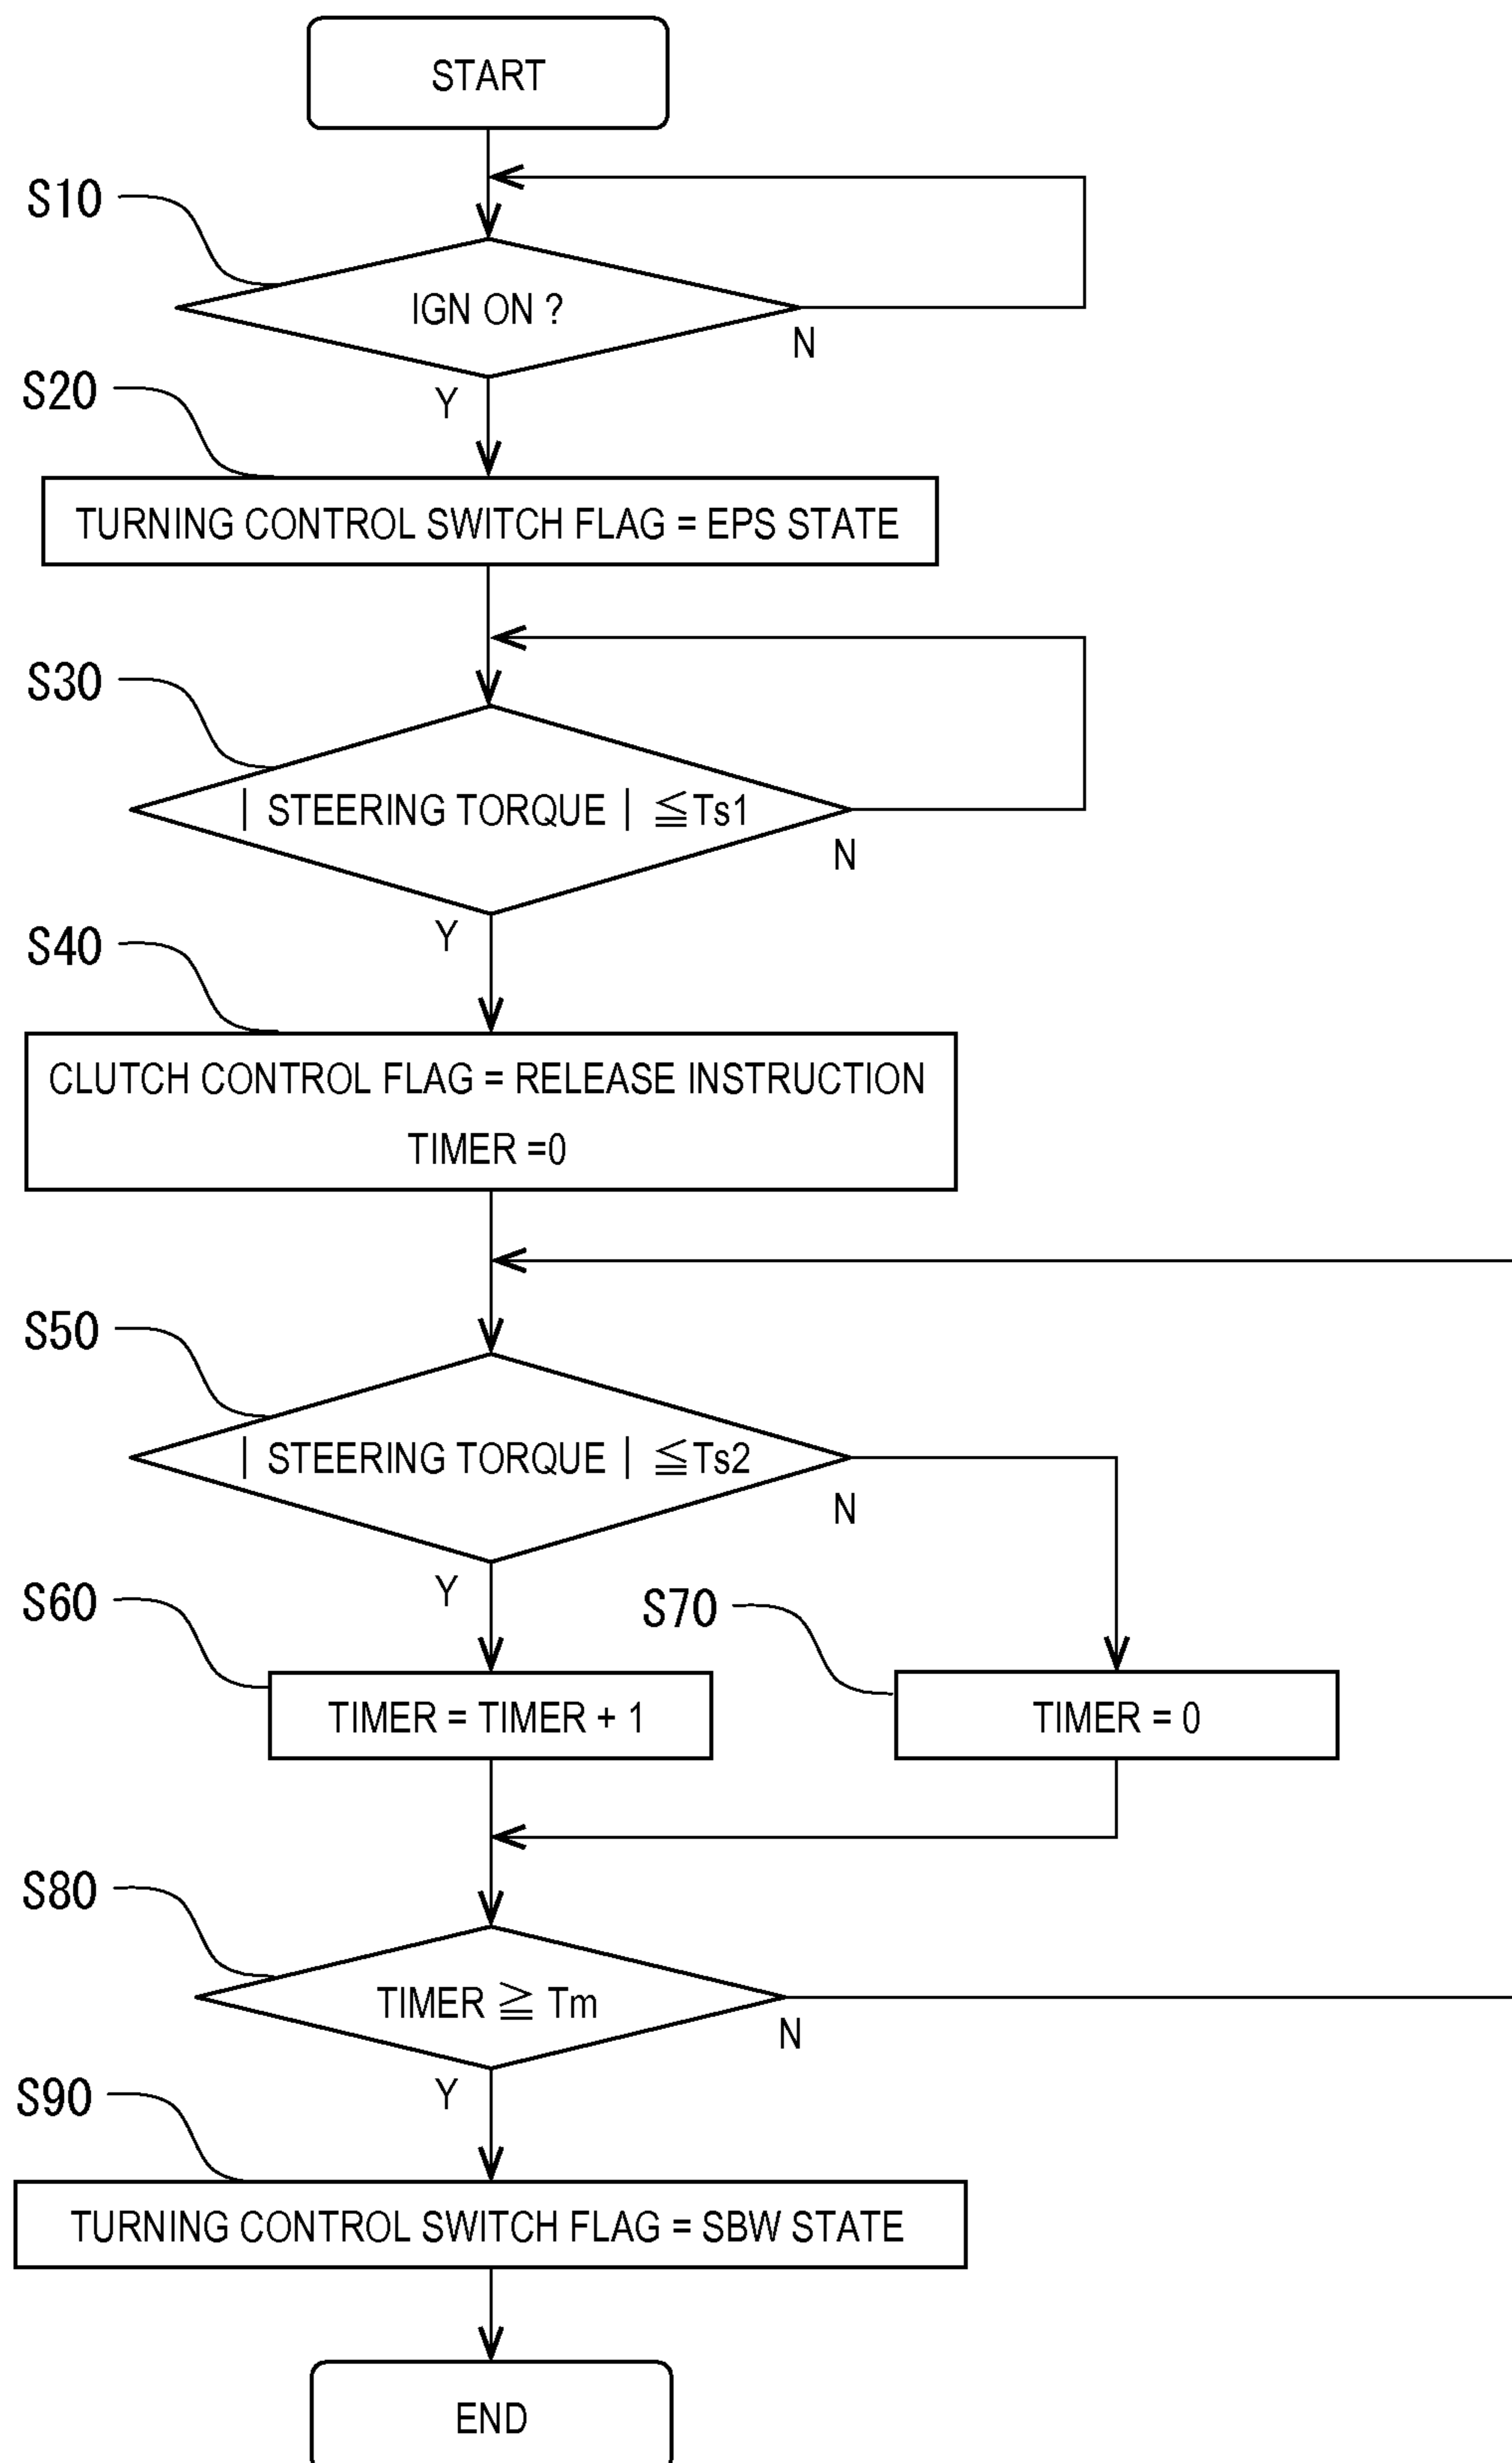 START
S10
IGN ON ?
N
S20
Y
TURNING CONTROL SWITCH FLAG = EPS STATE
S30
| STEERING TORQUE | ≦Ts1
N
S40
Y
CLUTCH CONTROL FLAG = RELEASE INSTRUCTION
TIMER =0
S50
| STEERING TORQUE | ≦Ts2
N
S60
Y
S70
TIMER = TIMER + 1
TIMER = 0
S80
TIMER ≧ Tm
N
S90
Y
TURNING CONTROL SWITCH FLAG = SBW STATE
END